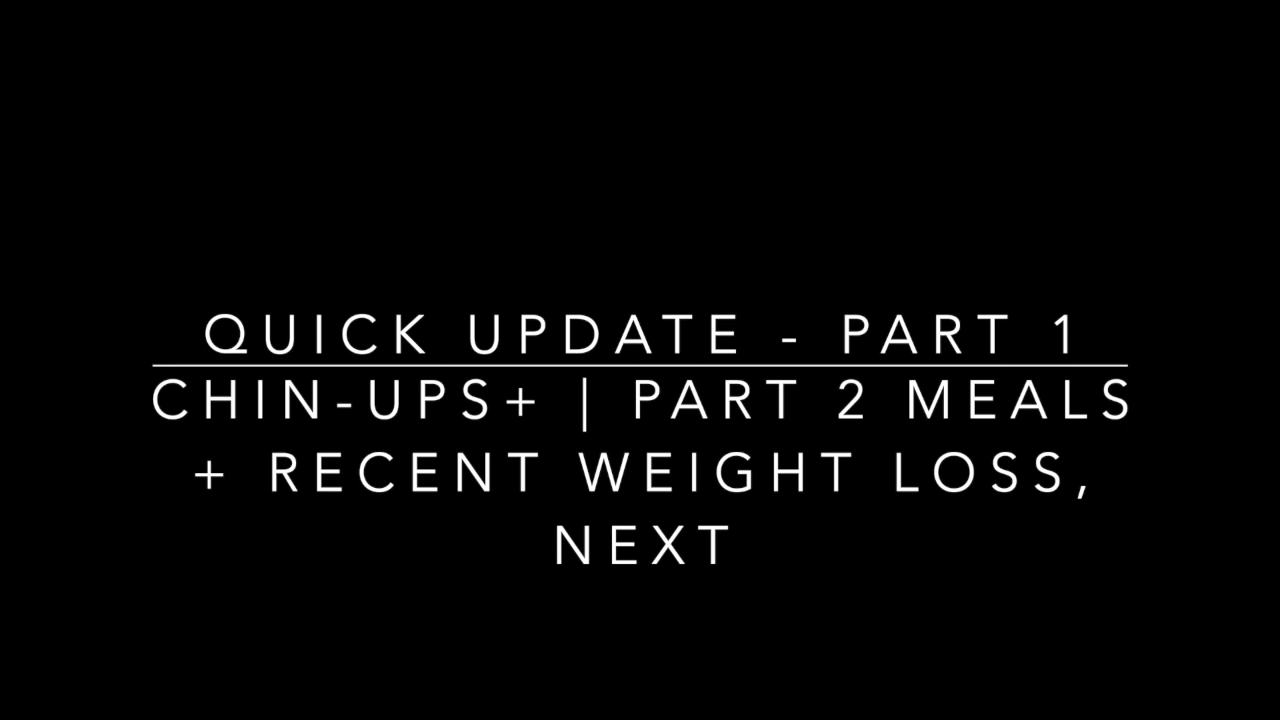 QUICK UPDATE - PART 1
CHIN-UPS+ | PART 2 MEALS
+ RECENT WEIGHT LOSS,
NEXT